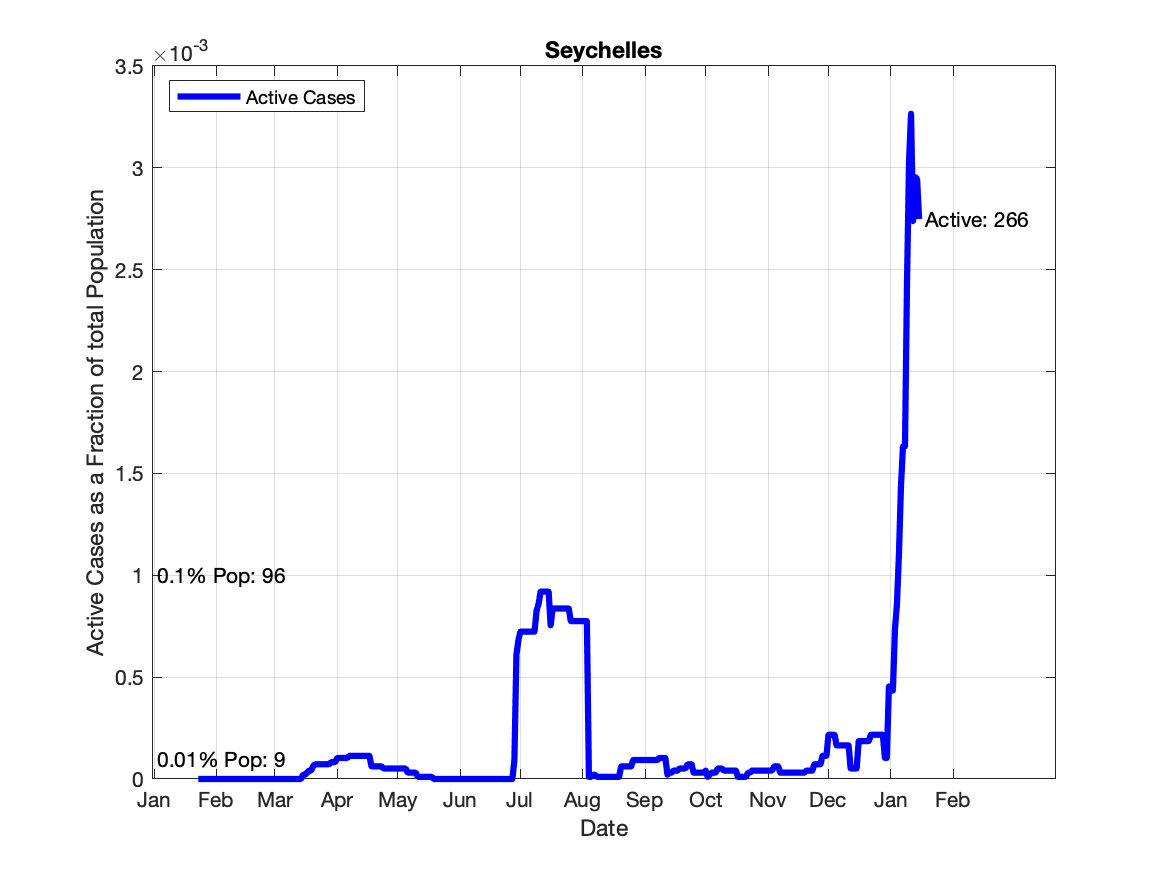 Seychelles
×10-3
3.5
Active Cases
3
2.5
2
1.5
1
0.5
0
Active Cases as a Fraction of total Population
Active: 266
0.1% Pop: 96
0.01% Pop: 9
Jan Feb Mar Apr May Jun Jul Aug Sep Oct Nov Dec Jan Feb
Date